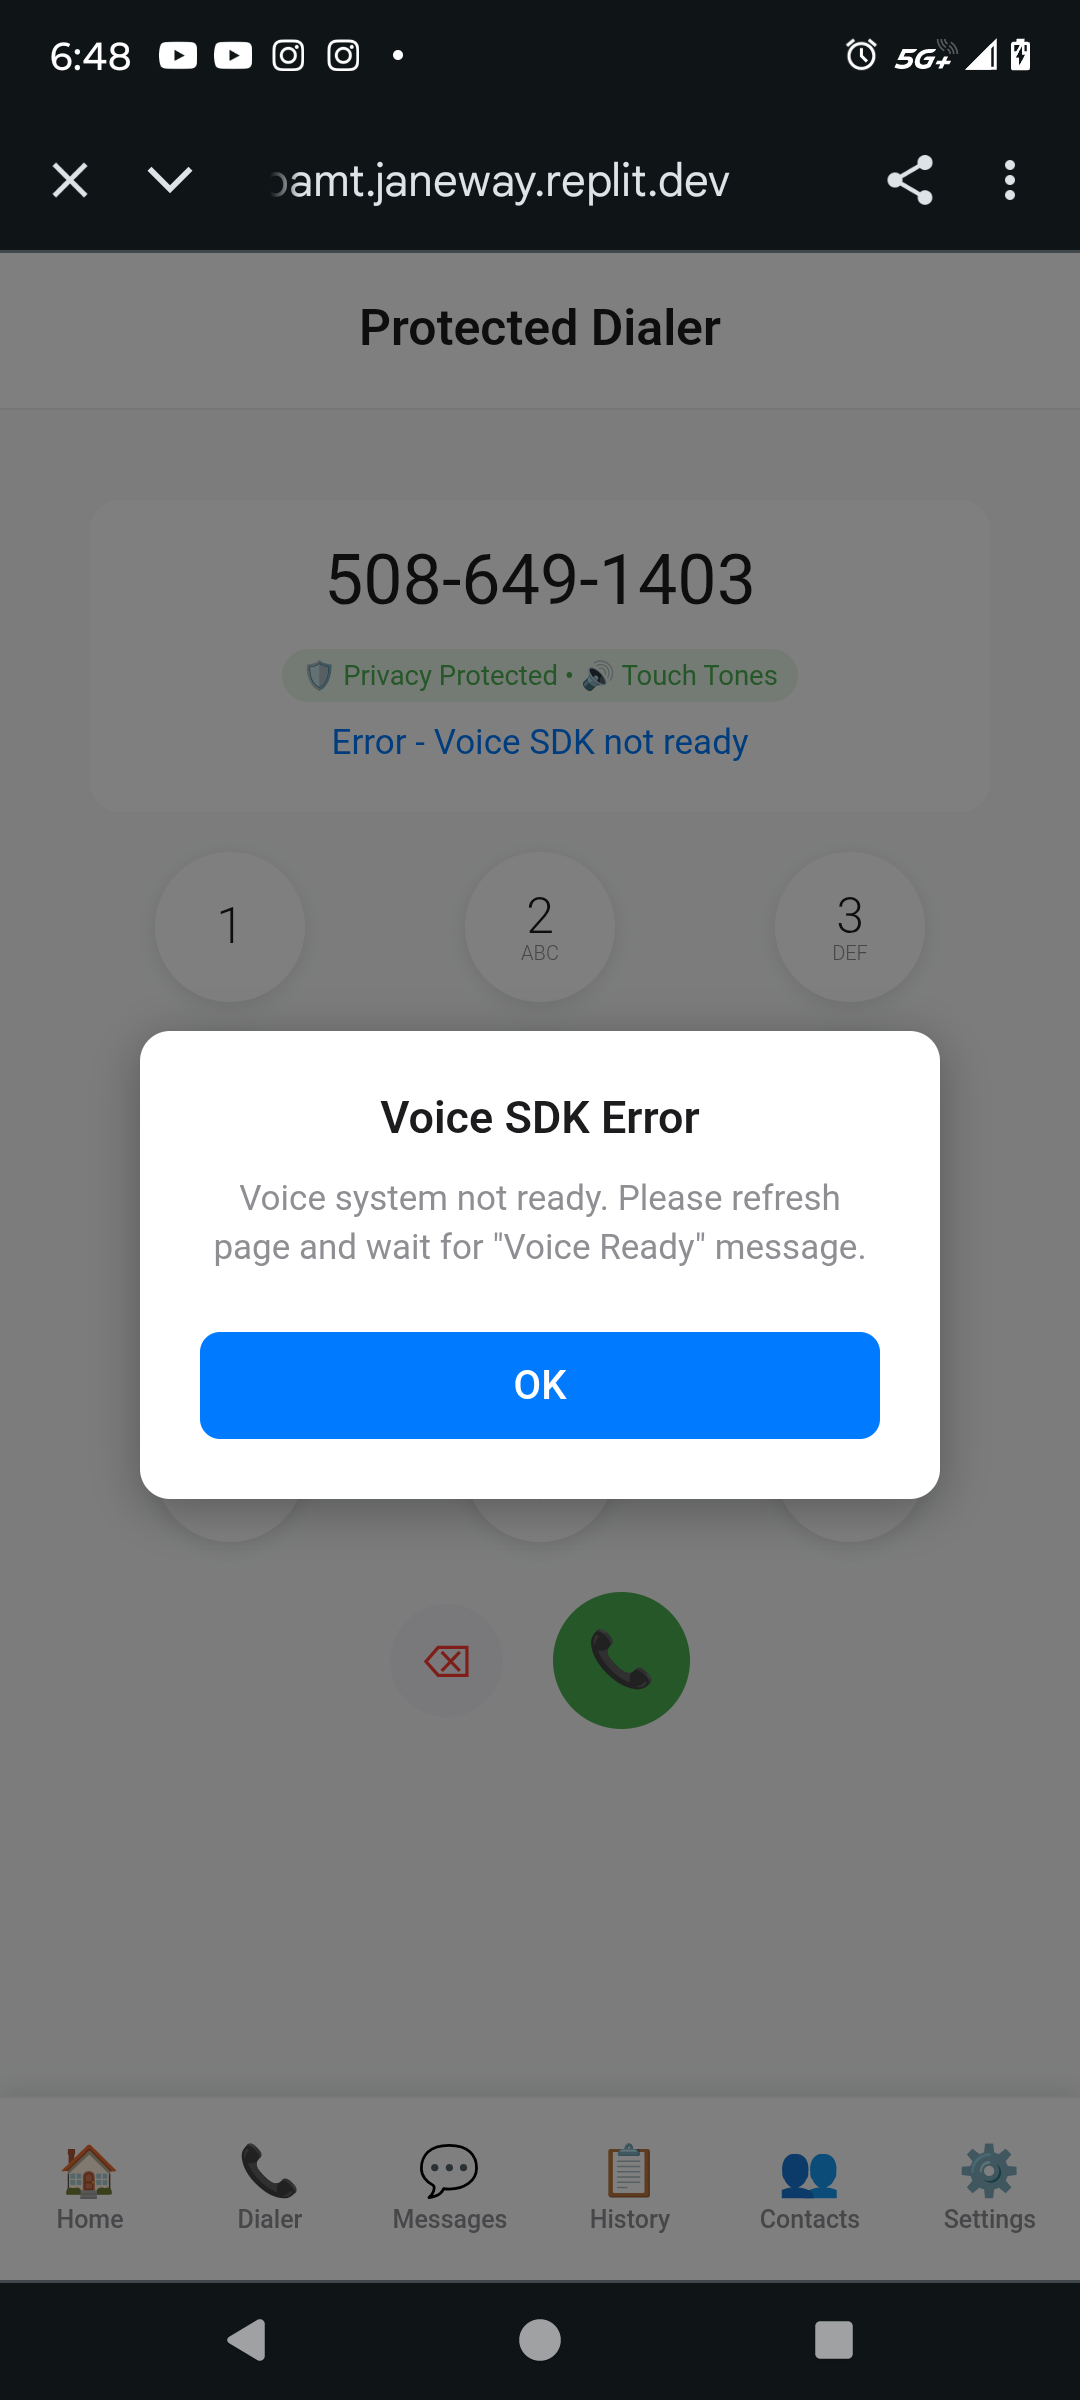 6:48
5G+
amt.janeway.replit.dev
Protected Dialer
508-649-1403
Privacy Protected • Touch Tones
Error - Voice SDK not ready
1
2
3
ABC
DEF
Voice SDK Error
Voice system not ready. Please refresh
page and wait for "Voice Ready" message.
OK
Home
Dialer
Messages
History
Contacts
Settings